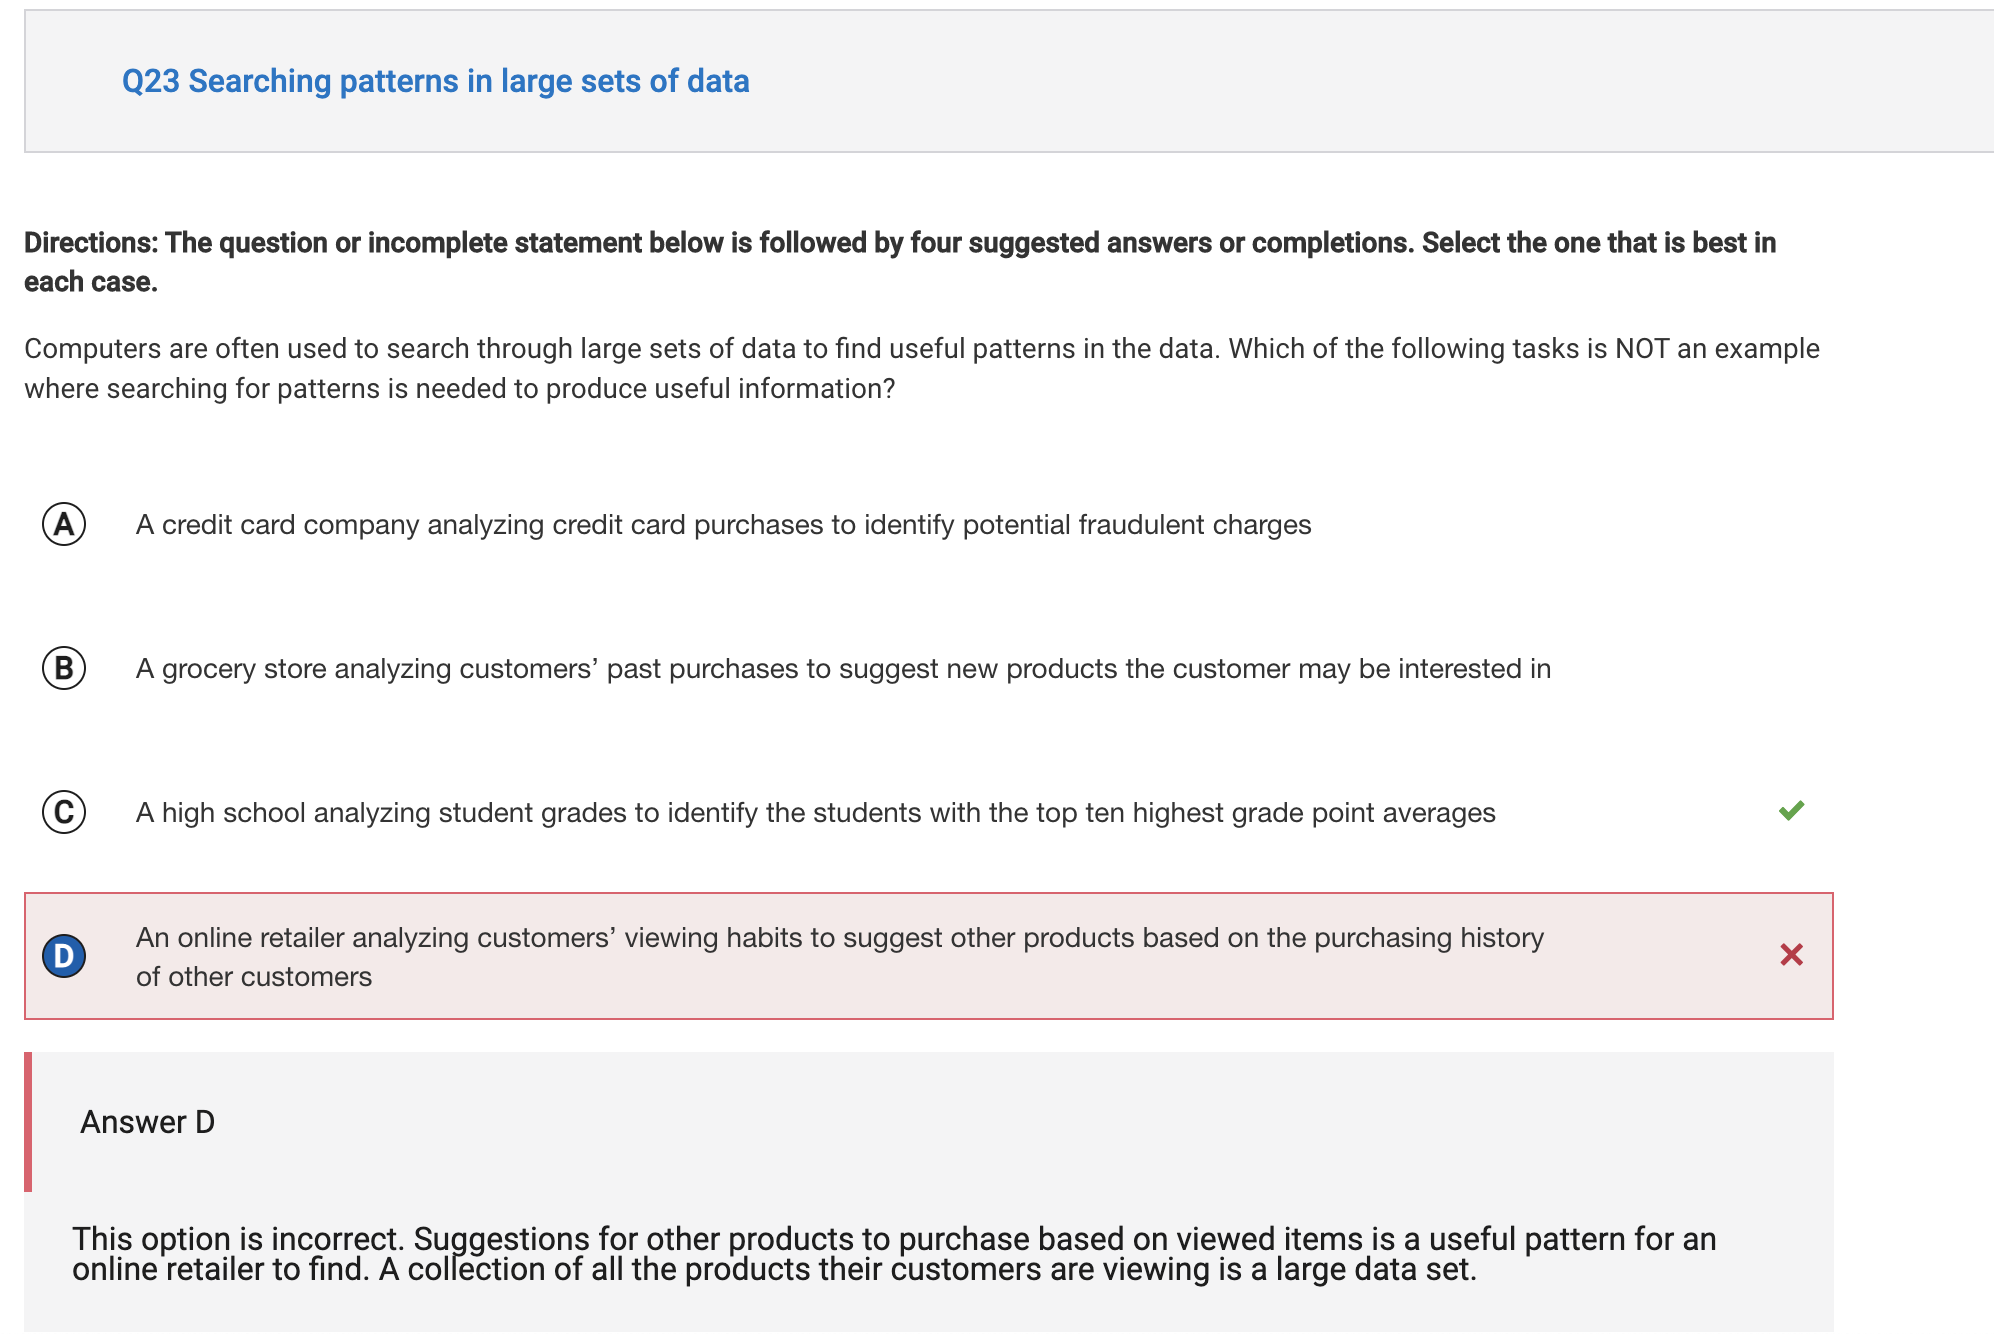 Q23 Searching patterns in large sets of data
Directions: The question or incomplete statement below is followed by four suggested answers or completions. Select the one that is best in
each case.
Computers are often used to search through large sets of data to find useful patterns in the data. Which of the following tasks is NOT an example
where searching for patterns is needed to produce useful information?
A A credit card company analyzing credit card purchases to identify potential fraudulent charges
B A grocery store analyzing customers’ past purchases to suggest new products the customer may be interested in
C A high school analyzing student grades to identify the students with the top ten highest grade point averages
D An online retailer analyzing customers’ viewing habits to suggest other products based on the purchasing history
of other customers
Answer D
This option is incorrect. Suggestions for other products to purchase based on viewed items is a useful pattern for an
online retailer to find. A collection of all the products their customers are viewing is a large data set.